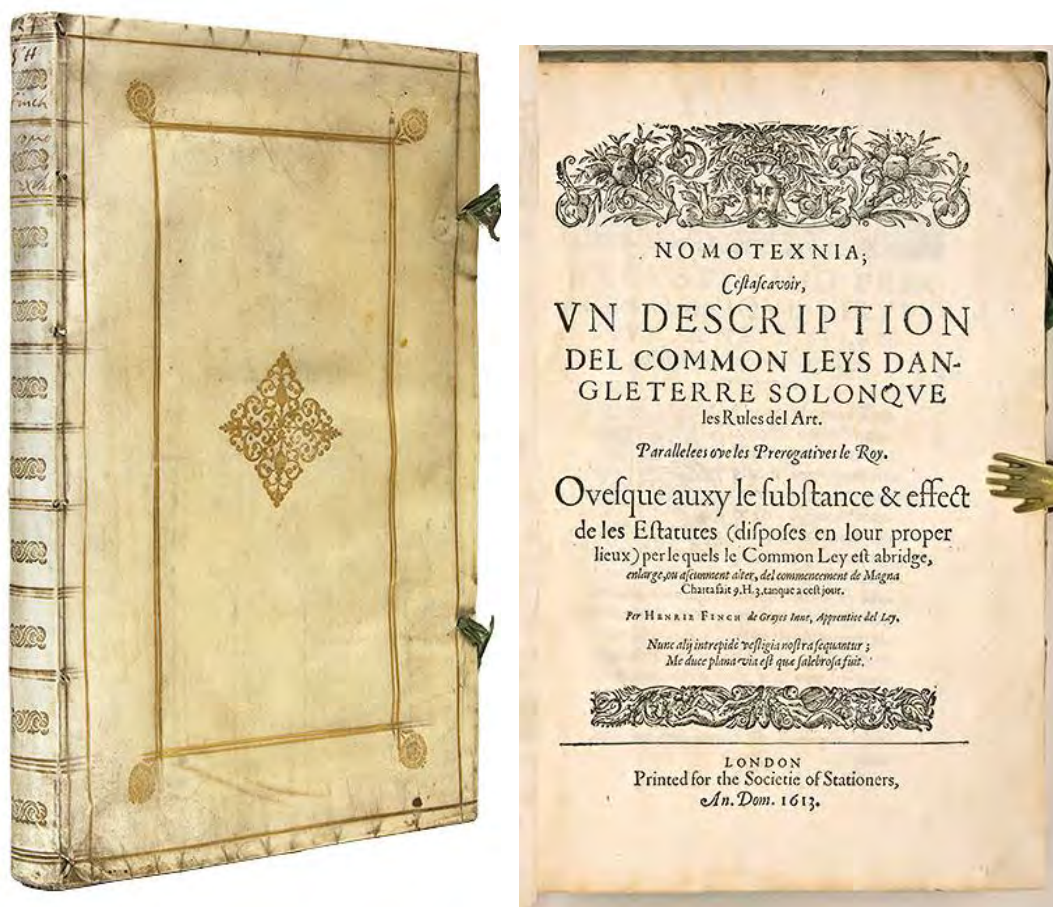 Finch
NOMOTEXNIA;
Cestascavoir,
VN DESCRIPTION
DEL COMMON LEYS DAN-
GLETERRE SOLONQVE
les Rules del Art.
Parallelees ove les Prerogatives le Roy.
Ovesque auxy le substance & effect
de les Estatutes (disposes en lour proper
lieux) per le quels le Common Ley est abridge,
enlarge, ou ascunment alter, del commencement de Magna
Charta fait 9. H. 3. tanque a cest jour.
Per HENRIE FINCH de Grayes Inne, Apprentice del Ley.
Nunc alij intrepidè vestigia nostra sequantur;
Me duce plana via est quæ salebrosa fuit.
LONDON
Printed for the Societie of Stationers,
An. Dom. 1613.